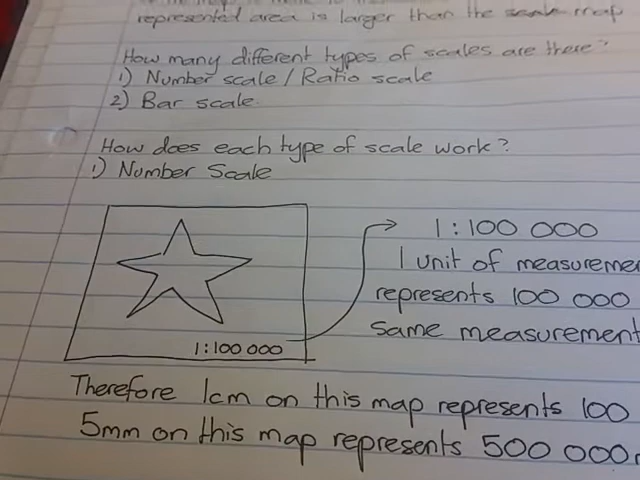 represented area is larger than the map
How many different types of scales are there?
1) Number scale / Ratio scale
2) Bar scale.
How does each type of scale work?
1) Number Scale
1:100 000
1 unit of measureme
represents 100 000
same measurement
1:100 000
Therefore 1cm on this map represents 100
5mm on this map represents 500 000